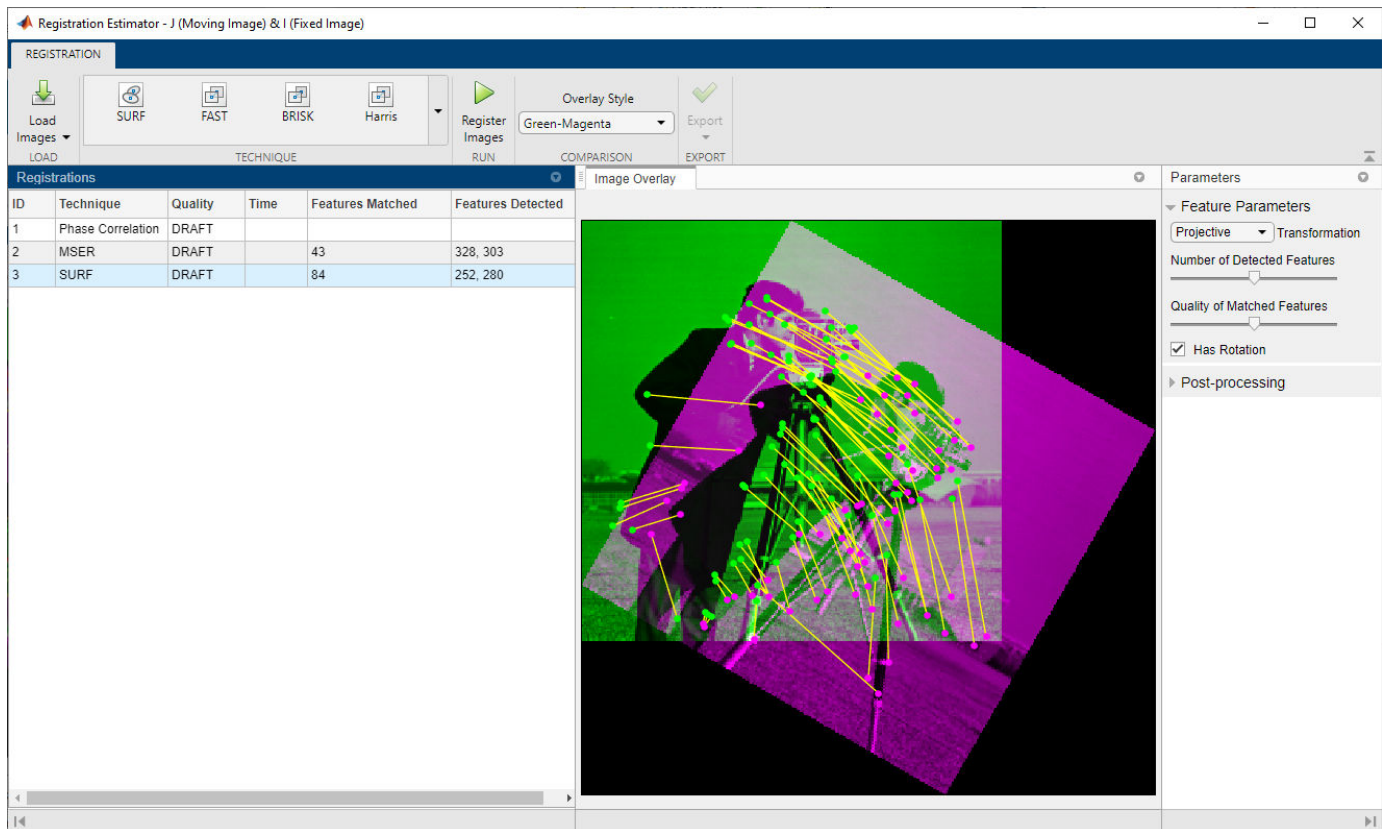 Registration Estimator - J (Moving Image) & I (Fixed Image)
REGISTRATION
Load Images
SURF
FAST
BRISK
Harris
Register Images
Overlay Style
Green-Magenta
Export
LOAD
TECHNIQUE
RUN
COMPARISON
EXPORT
Registrations
ID Technique Quality Time Features Matched Features Detected
1 Phase Correlation DRAFT
2 MSER DRAFT 43 328, 303
3 SURF DRAFT 84 252, 280
Image Overlay
Parameters
Feature Parameters
Projective Transformation
Number of Detected Features
Quality of Matched Features
Has Rotation
Post-processing